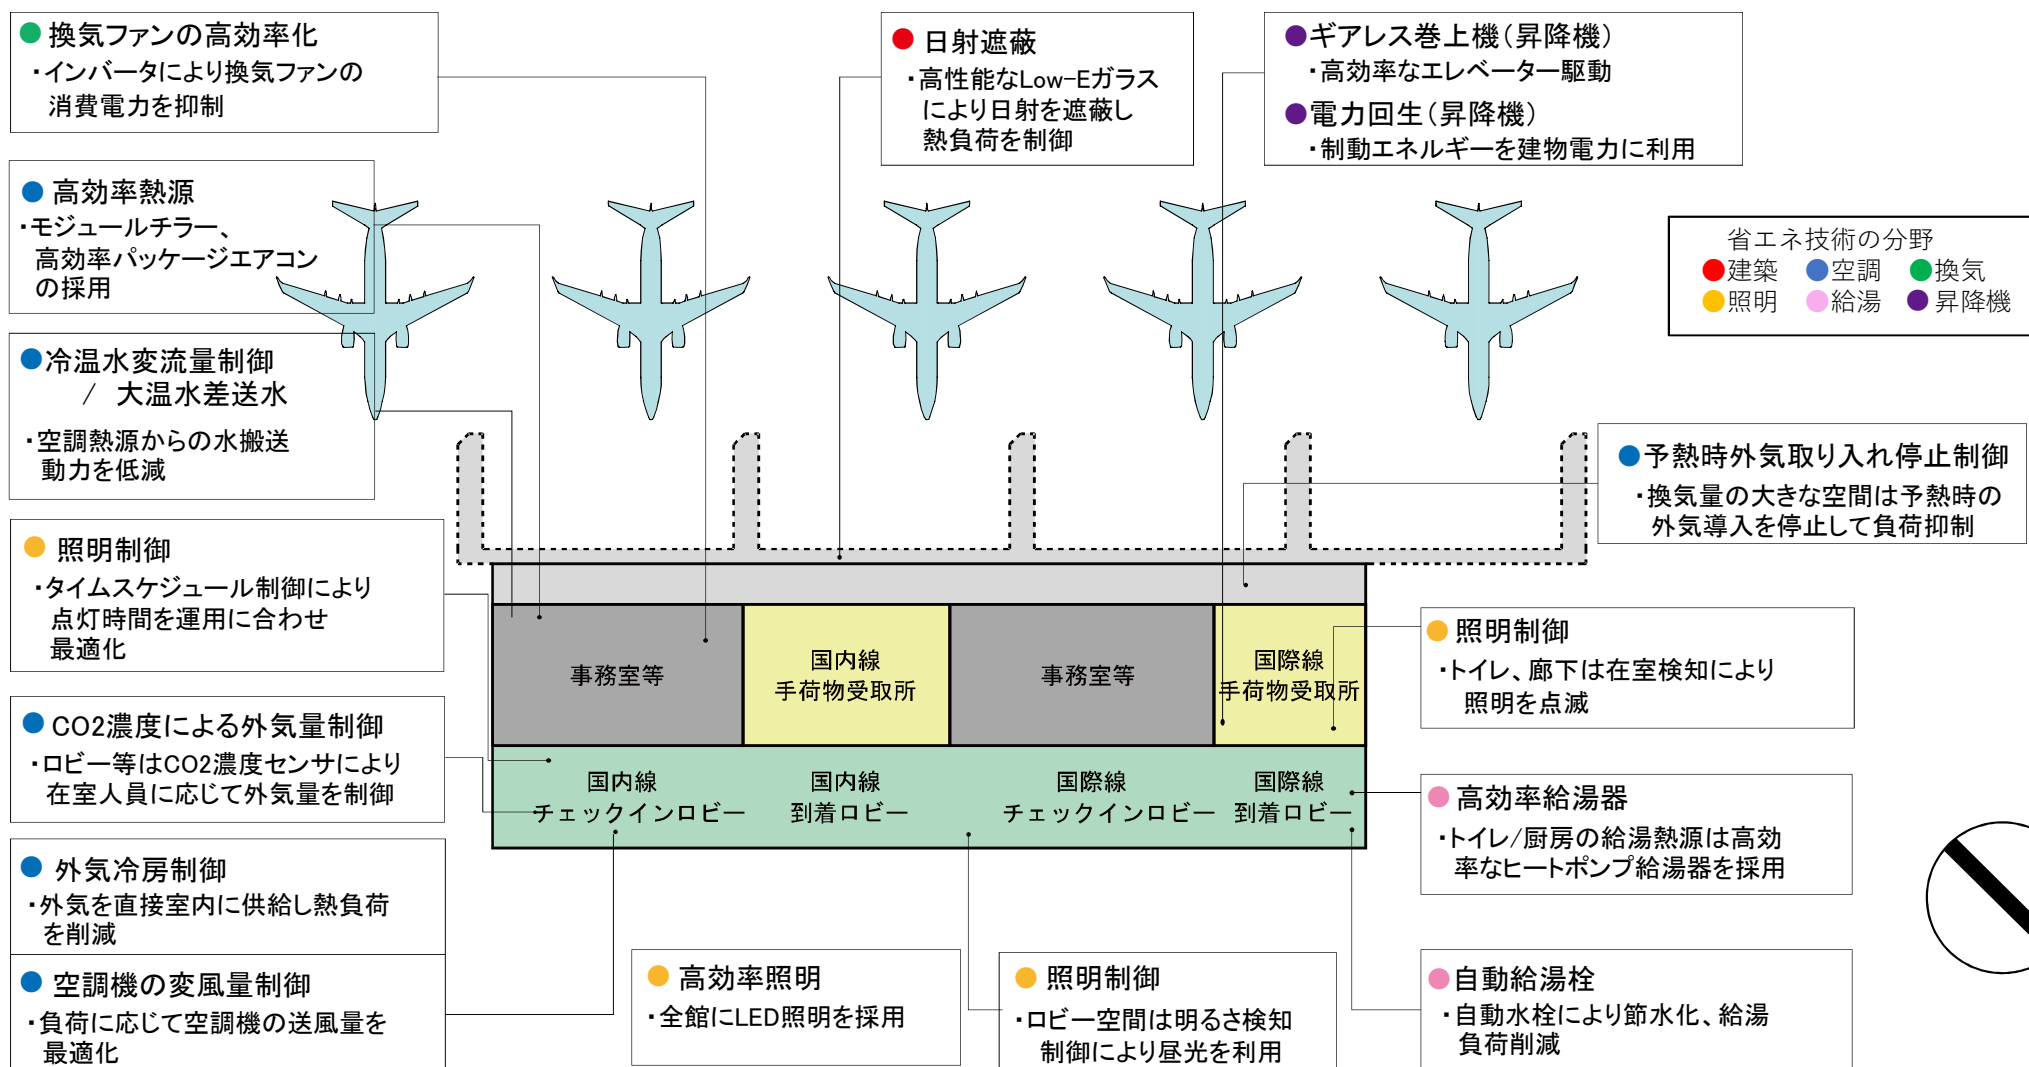 換気ファンの高効率化
・インバータにより換気ファンの
消費電力を抑制
日射遮蔽
・高性能なLow-Eガラス
により日射を遮蔽し
熱負荷を制御
ギアレス巻上機(昇降機)
・高効率なエレベーター駆動
電力回生(昇降機)
・制動エネルギーを建物電力に利用
高効率熱源
・モジュールチラー、
高効率パッケージエアコン
の採用
省エネ技術の分野
建築 空調 換気
照明 給湯 昇降機
冷温水変流量制御
/ 大温水差送水
・空調熱源からの水搬送
動力を低減
予熱時外気取り入れ停止制御
・換気量の大きな空間は予熱時の
外気導入を停止して負荷抑制
照明制御
・タイムスケジュール制御により
点灯時間を運用に合わせ
最適化
事務室等
国内線
手荷物受取所
事務室等
国際線
手荷物受取所
照明制御
・トイレ、廊下は在室検知により
照明を点滅
CO2濃度による外気量制御
・ロビー等はCO2濃度センサにより
在室人員に応じて外気量を制御
国内線
チェックインロビー
国内線
到着ロビー
国際線
チェックインロビー
国際線
到着ロビー
高効率給湯器
・トイレ/厨房の給湯熱源は高効
率なヒートポンプ給湯器を採用
外気冷房制御
・外気を直接室内に供給し熱負荷
を削減
空調機の変風量制御
・負荷に応じて空調機の送風量を
最適化
高効率照明
・全館にLED照明を採用
照明制御
・ロビー空間は明るさ検知
制御により昼光を利用
自動給湯栓
・自動水栓により節水化、給湯
負荷削減